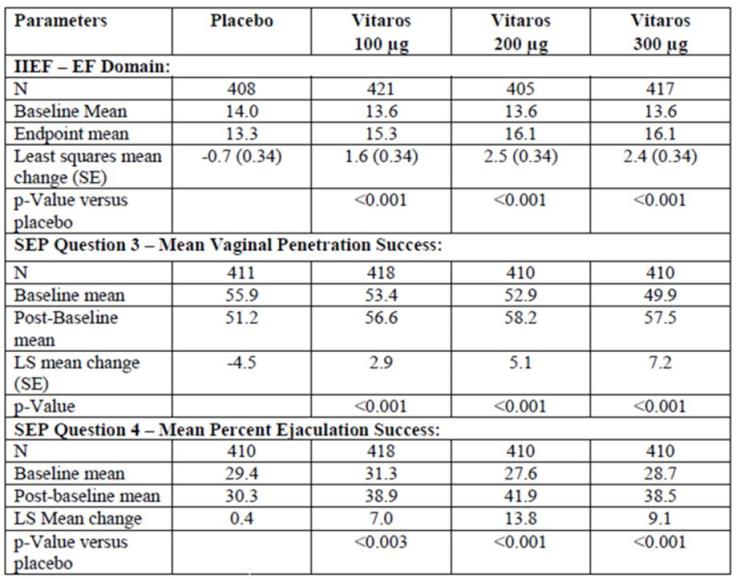 Parameters Placebo Vitaros Vitaros Vitaros
100 µg 200 µg 300 µg
IIEF – EF Domain:
N 408 421 405 417
Baseline Mean 14.0 13.6 13.6 13.6
Endpoint mean 13.3 15.3 16.1 16.1
Least squares mean -0.7 (0.34) 1.6 (0.34) 2.5 (0.34) 2.4 (0.34)
change (SE)
p-Value versus <0.001 <0.001 <0.001
placebo
SEP Question 3 – Mean Vaginal Penetration Success:
N 411 418 410 410
Baseline mean 55.9 53.4 52.9 49.9
Post-Baseline 51.2 56.6 58.2 57.5
mean
LS mean change -4.5 2.9 5.1 7.2
(SE)
p-Value <0.001 <0.001 <0.001
SEP Question 4 – Mean Percent Ejaculation Success:
N 410 418 410 410
Baseline mean 29.4 31.3 27.6 28.7
Post-baseline mean 30.3 38.9 41.9 38.5
LS Mean change 0.4 7.0 13.8 9.1
p-Value versus <0.003 <0.001 <0.001
placebo